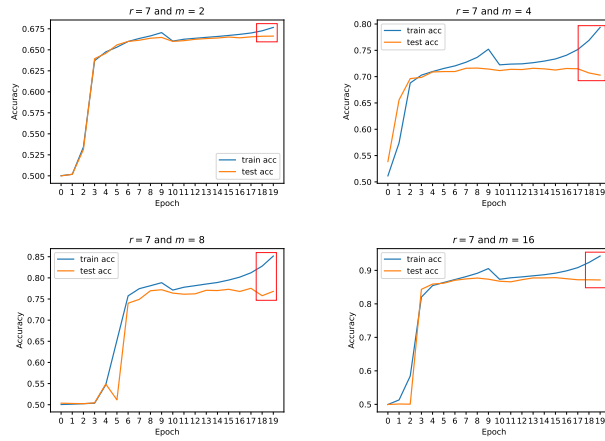 r = 7 and m = 2
Accuracy
0.675
0.650
0.625
0.600
0.575
0.550
0.525
0.500
train acc
test acc
0 1 2 3 4 5 6 7 8 9 10 11 12 13 14 15 16 17 18 19
Epoch
r = 7 and m = 4
Accuracy
0.80
0.75
0.70
0.65
0.60
0.55
0.50
train acc
test acc
0 1 2 3 4 5 6 7 8 9 10 11 12 13 14 15 16 17 18 19
Epoch
r = 7 and m = 8
Accuracy
0.85
0.80
0.75
0.70
0.65
0.60
0.55
0.50
train acc
test acc
0 1 2 3 4 5 6 7 8 9 10 11 12 13 14 15 16 17 18 19
Epoch
r = 7 and m = 16
Accuracy
0.9
0.8
0.7
0.6
0.5
train acc
test acc
0 1 2 3 4 5 6 7 8 9 10 11 12 13 14 15 16 17 18 19
Epoch